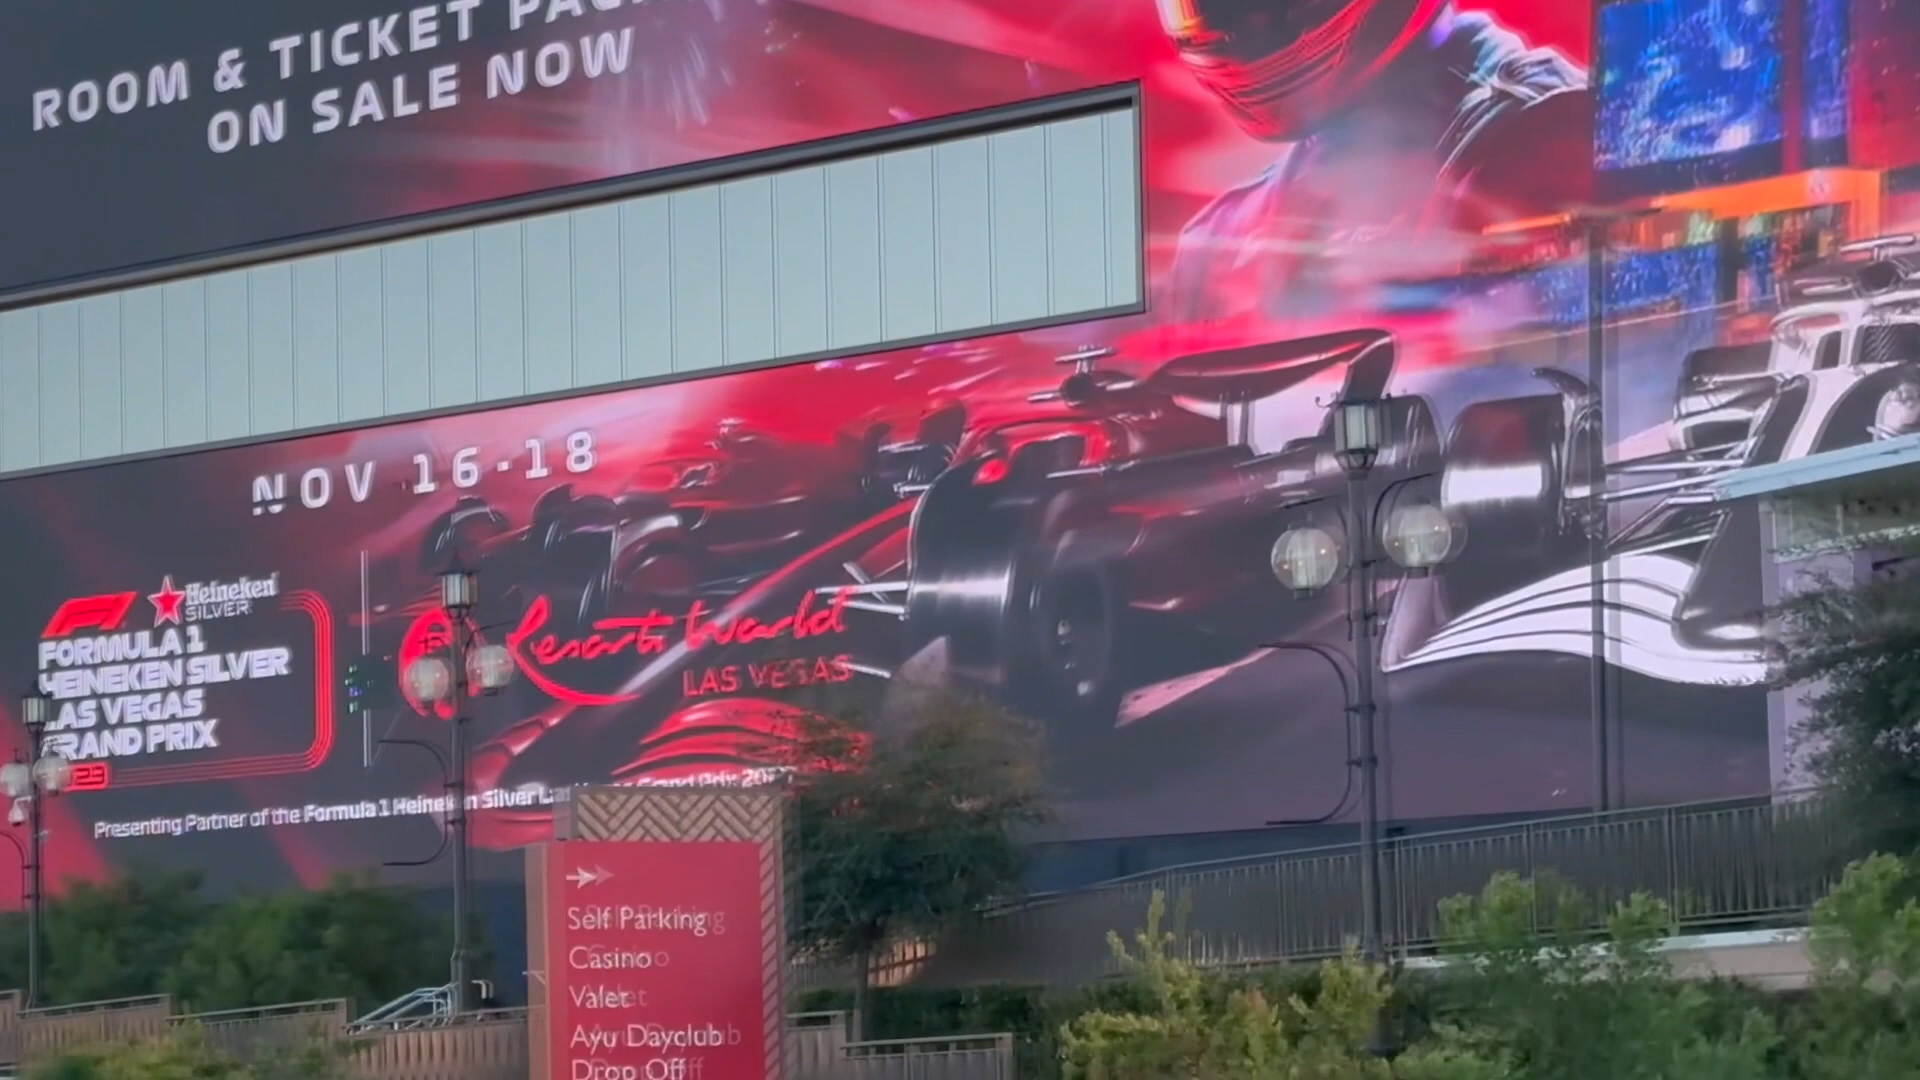 ROOM & TICKET
ON SALE NOW
NOV 16-18
Heineken
SILVER
FORMULA 1
HEINEKEN SILVER
LAS VEGAS
GRAND PRIX
Resorts World
LAS VEGAS
Presenting Partner of the Formula 1 Heineken Silver Grand Prix
Self Parking
Casino
Valet
Ayu Dayclub
Drop Off